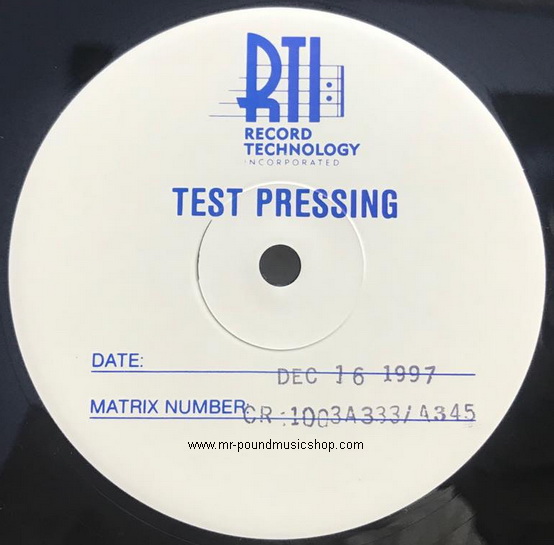 RTI
RECORD
TECHNOLOGY
INCORPORATED
TEST PRESSING
DATE: DEC 16 1997
MATRIX NUMBER: CR:1003A333/A345
www.mr-poundmusicshop.com